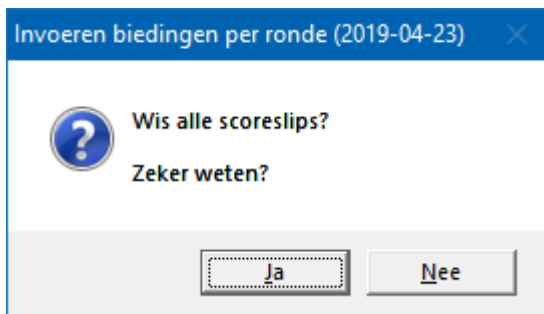 Invoeren biedingen per ronde (2019-04-23)
Wis alle scoreslips?
Zeker weten?
Ja Nee